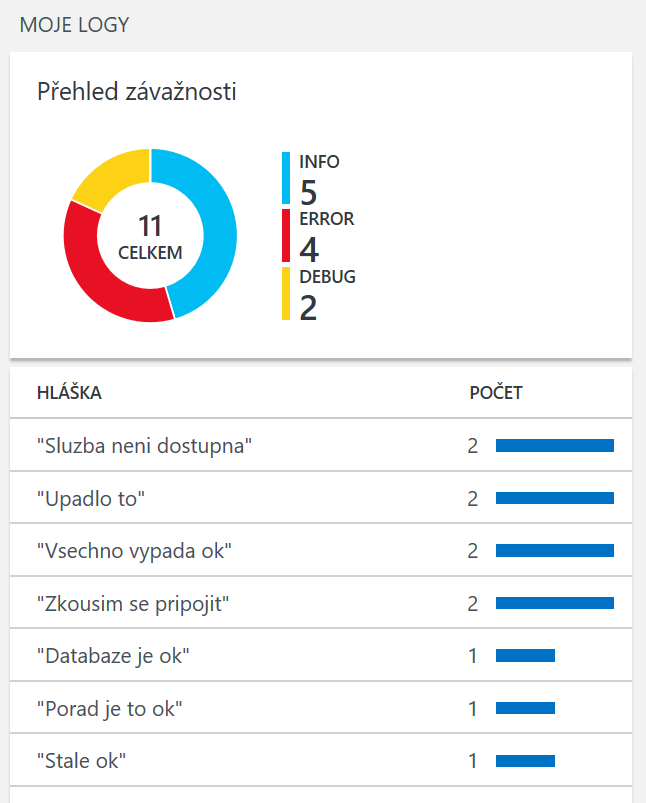 MOJE LOGY
Přehled závažnosti
11
CELKEM
INFO
5
ERROR
4
DEBUG
2
HLÁŠKA POČET
"Sluzba neni dostupna" 2
"Upadlo to" 2
"Vsechno vypada ok" 2
"Zkousim se pripojit" 2
"Databaze je ok" 1
"Porad je to ok" 1
"Stale ok" 1